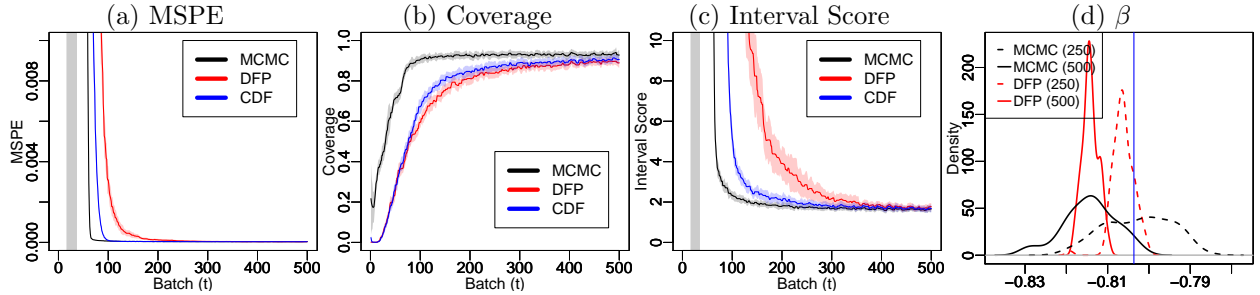 (a) MSPE
MSPE
0.000 0.004 0.008
MCMC
DFP
CDF
0 100 200 300 400 500
Batch (t)
(b) Coverage
Coverage
0.0 0.2 0.4 0.6 0.8 1.0
MCMC
DFP
CDF
0 100 200 300 400 500
Batch (t)
(c) Interval Score
Interval Score
0 2 4 6 8 10
MCMC
DFP
CDF
0 100 200 300 400 500
Batch (t)
(d) β
Density
0 50 100 150 200
MCMC (250)
MCMC (500)
DFP (250)
DFP (500)
−0.83 −0.81 −0.79